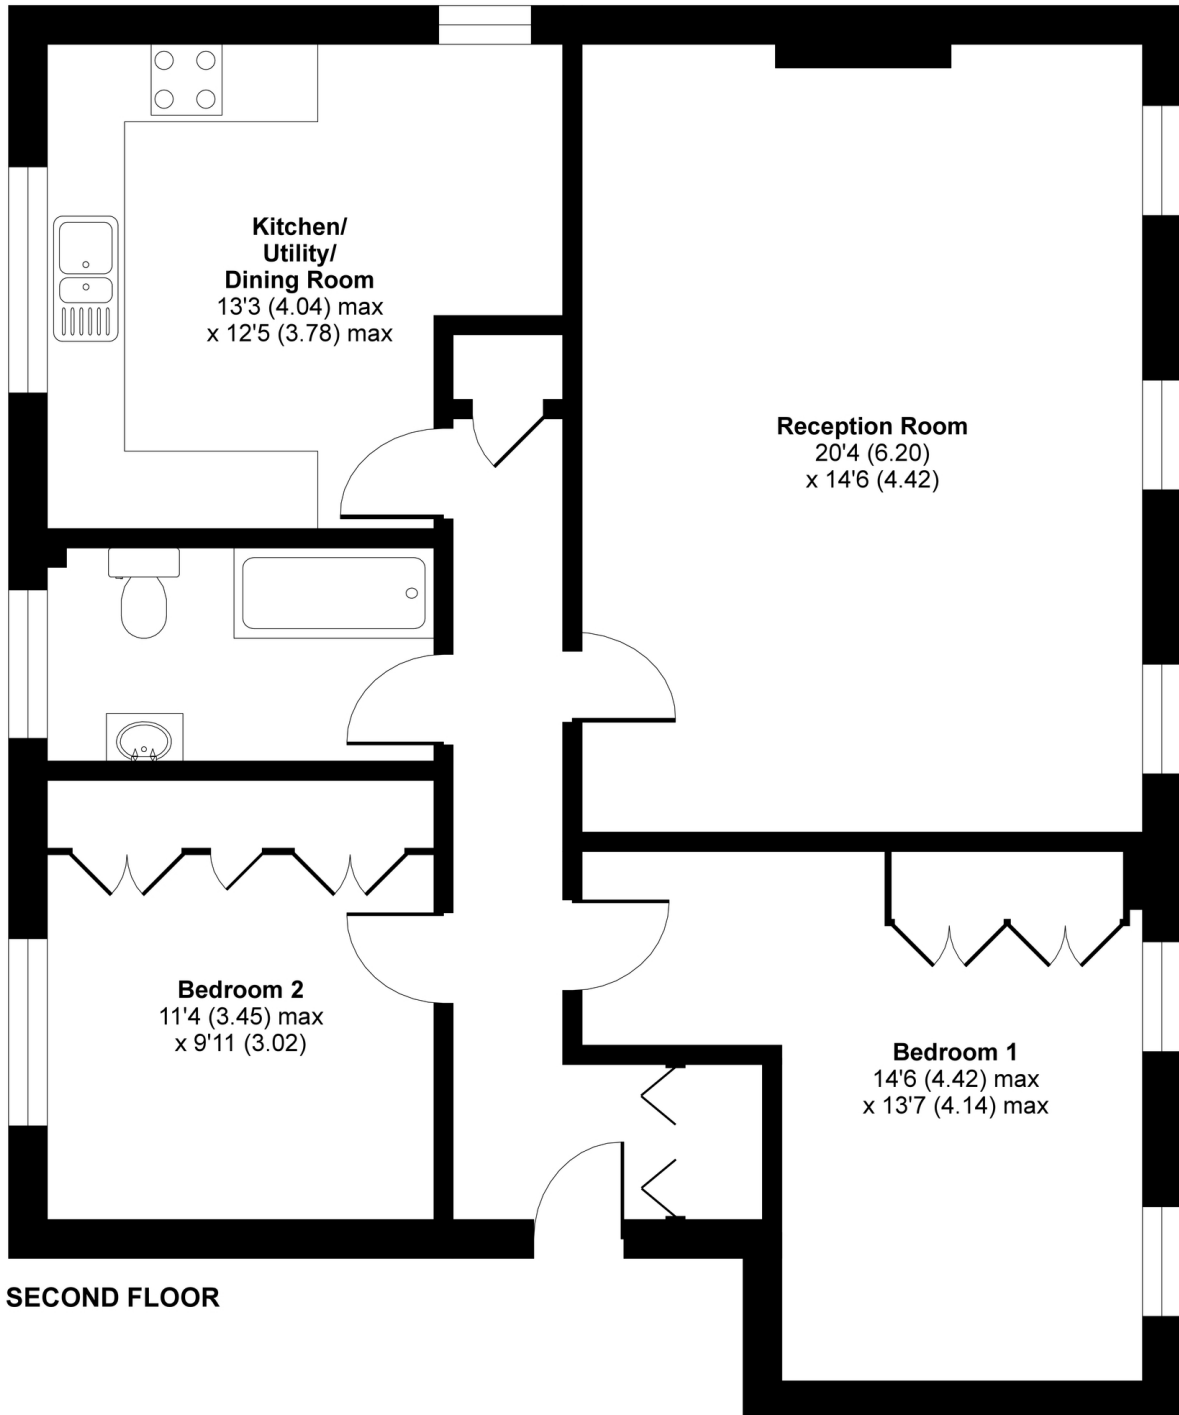 Kitchen/
Utility/
Dining Room
13'3 (4.04) max
x 12'5 (3.78) max
Reception Room
20'4 (6.20)
x 14'6 (4.42)
Bedroom 2
11'4 (3.45) max
x 9'11 (3.02)
Bedroom 1
14'6 (4.42) max
x 13'7 (4.14) max
SECOND FLOOR